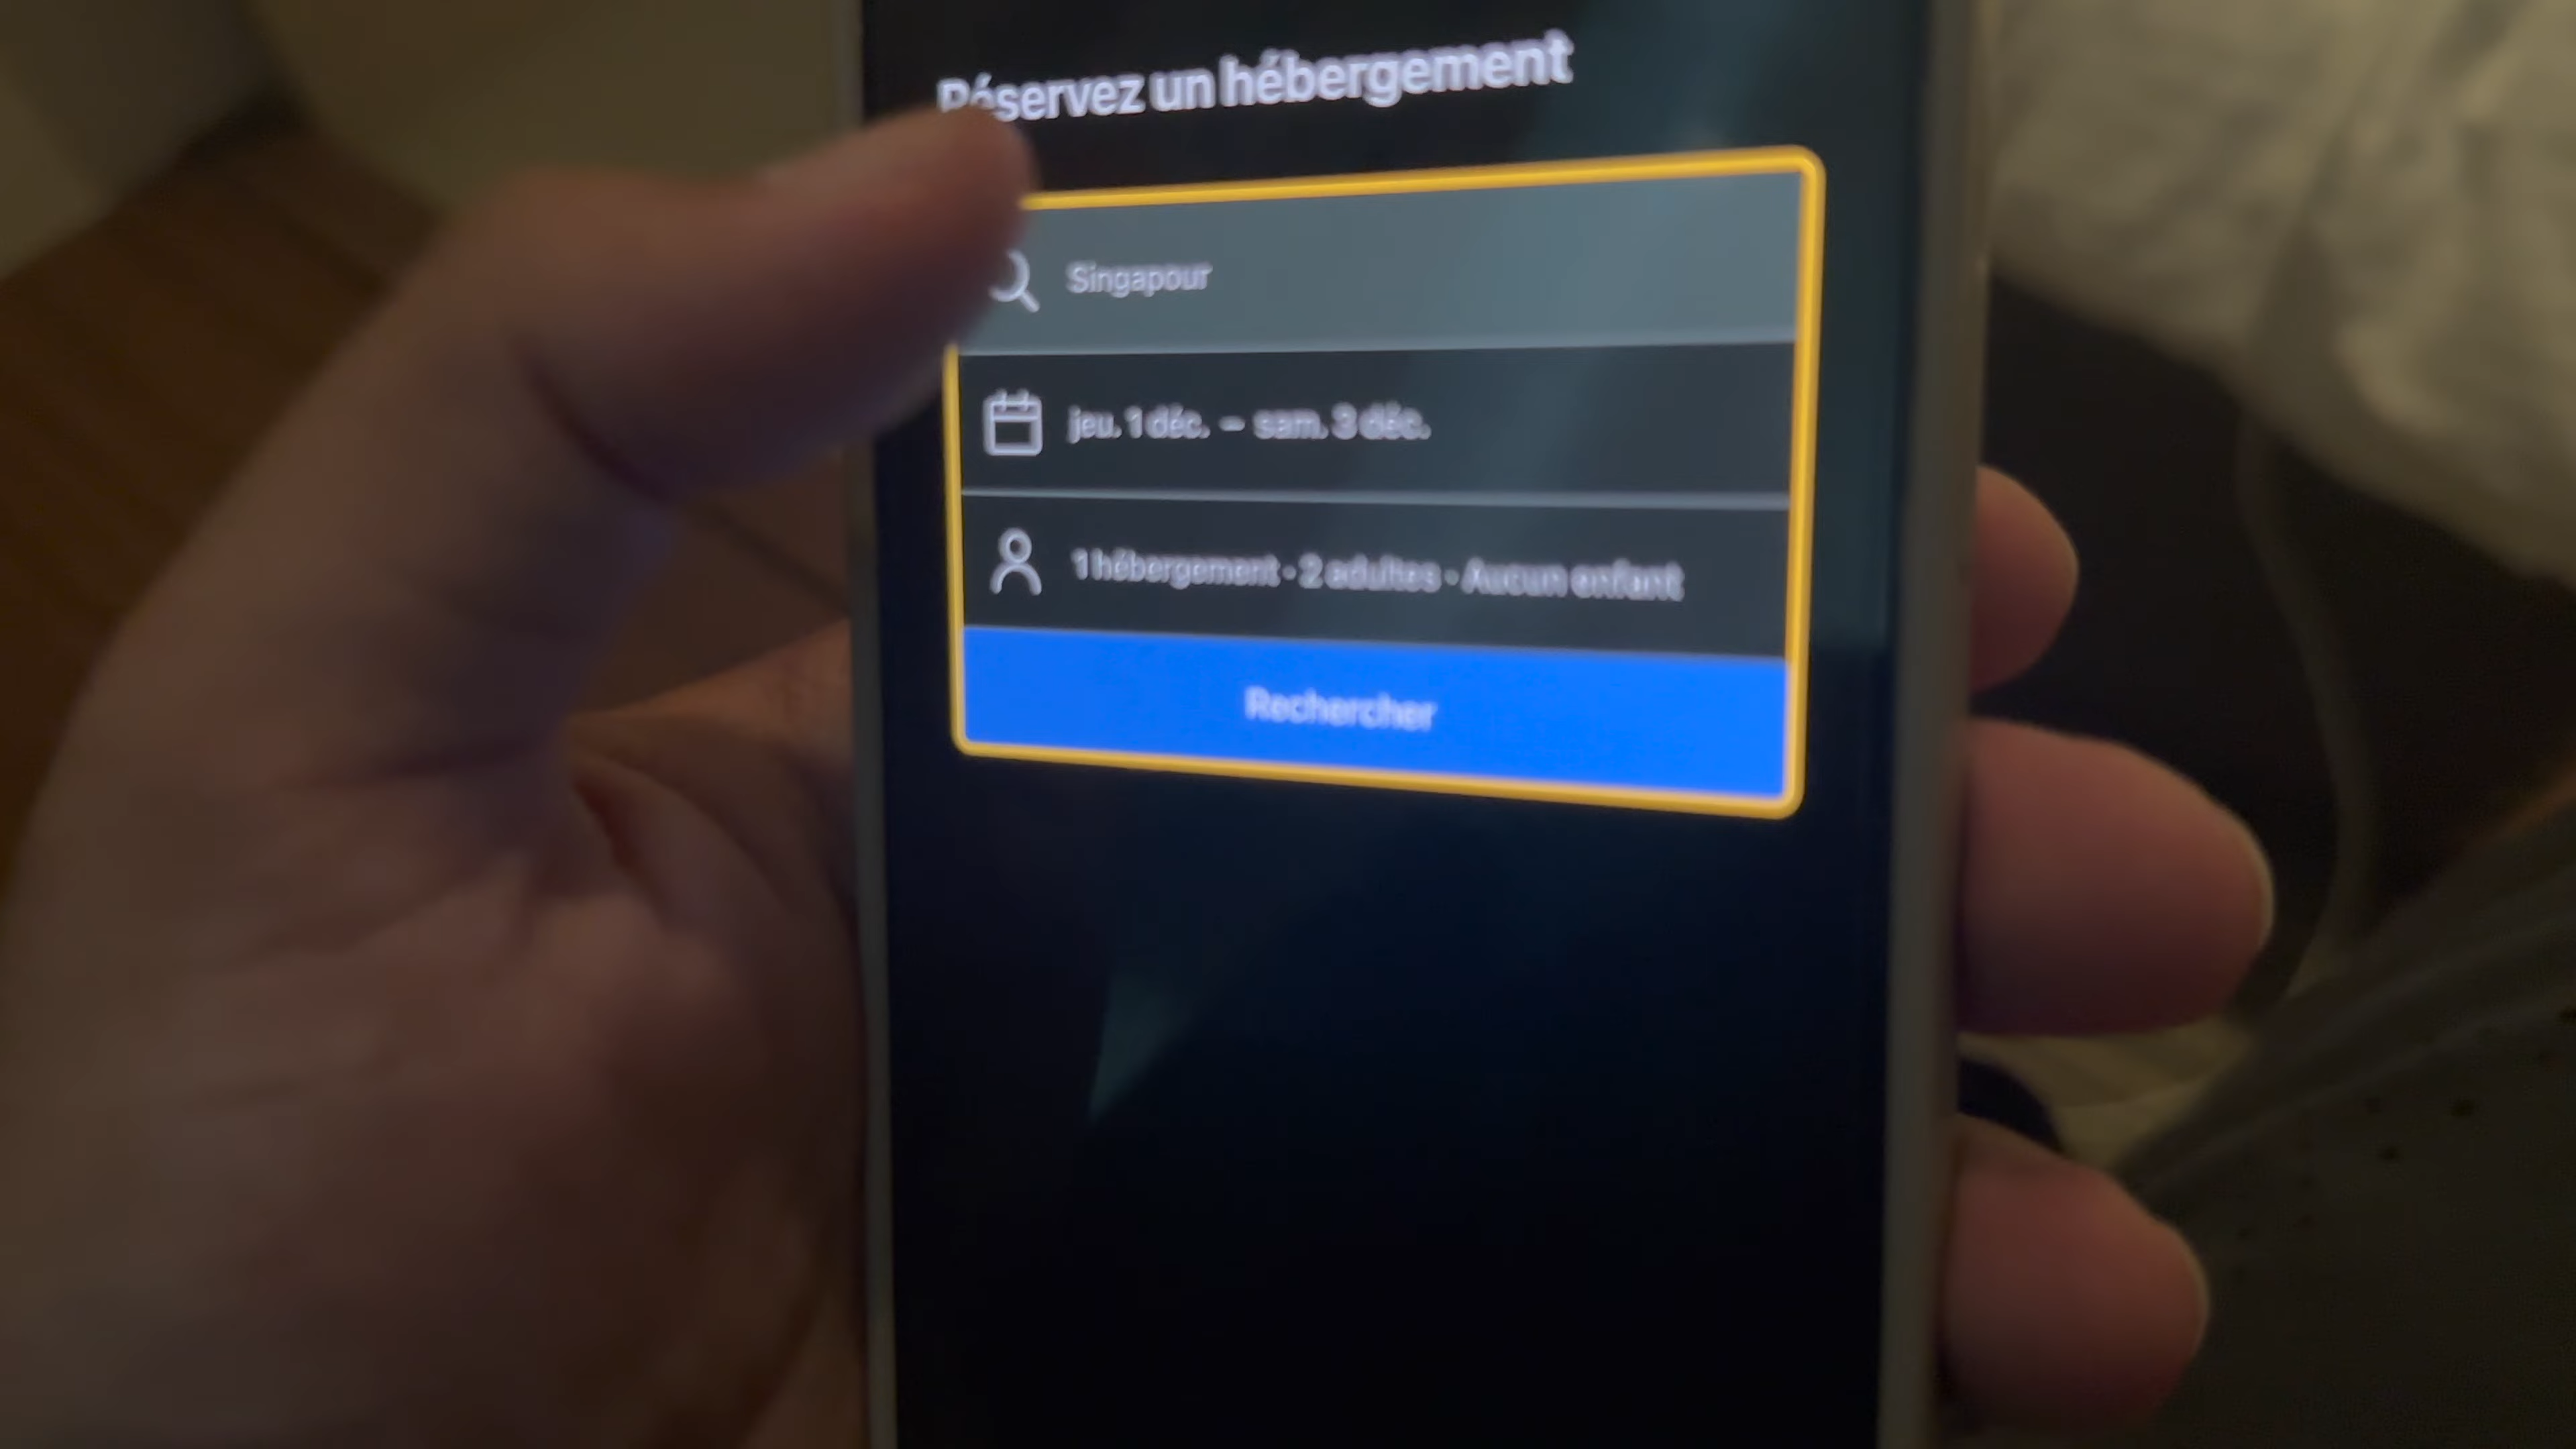 Réservez un hébergement
Singapour
jeu. 1 déc. – sam. 3 déc.
1 hébergement · 2 adultes · Aucun enfant
Rechercher